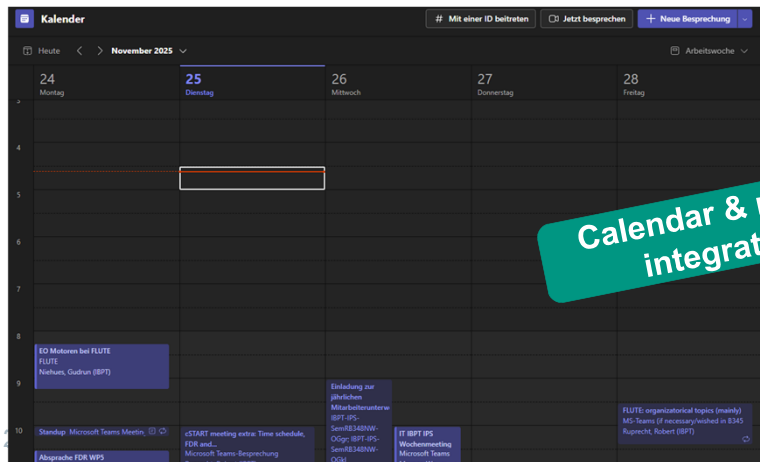 Kalender
# Mit einer ID beitreten
Jetzt besprechen
+ Neue Besprechung
Heute
November 2025
Arbeitswoche
24
Montag
25
Dienstag
26
Mittwoch
27
Donnerstag
28
Freitag
3
4
5
6
7
8
9
10
Calendar &
integrat
EO Motoren bei FLUTE
FLUTE
Niehues, Gudrun (IBPT)
Standup Microsoft Teams Meetin
Absprache FDR WP5
cSTART meeting extra: Time schedule,
FDR and...
Microsoft Teams-Besprechung
Einladung zur
jährlichen
Mitarbeiterunterw
IBPT-IPS-
SemRB348NW-
OGgr; IBPT-IPS-
SemRB348NW-
OGkl
IT IBPT IPS
Wochenmeeting
Microsoft Teams
FLUTE: organizatorical topics (mainly)
MS-Teams (if necessary/wished in B345
Ruprecht, Robert (IBPT)